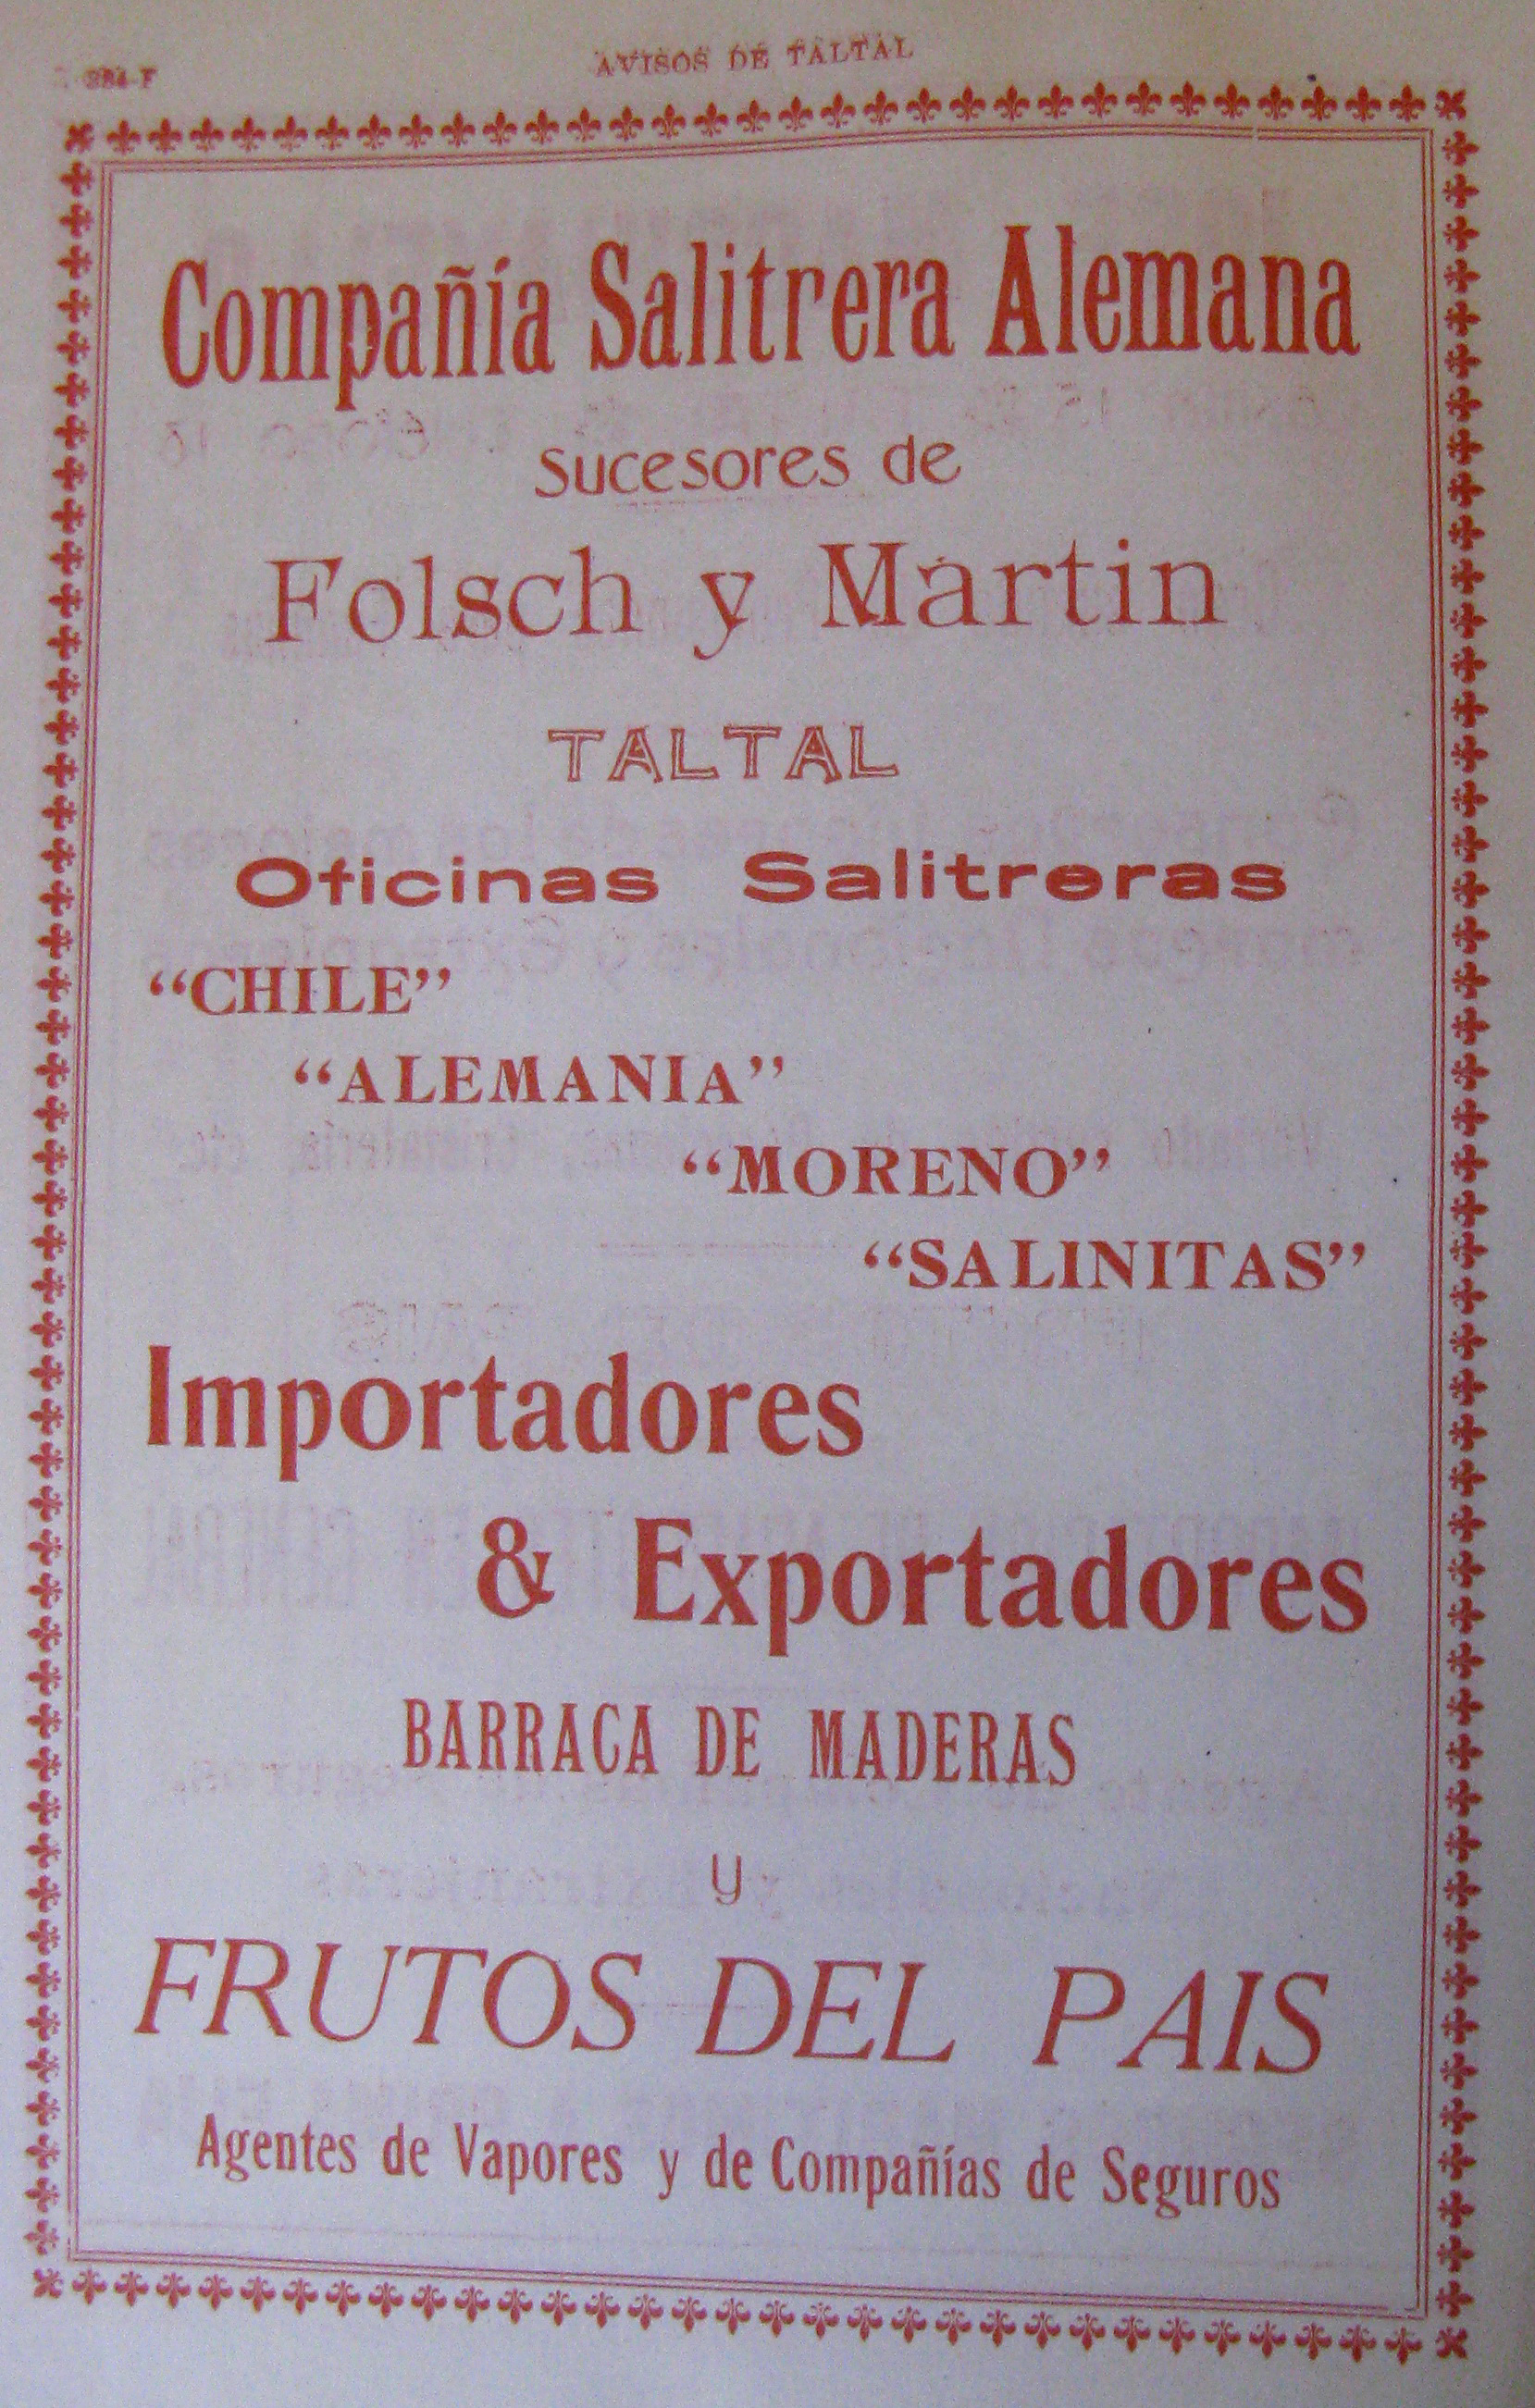 284-F
AVISOS DE TALTAL
Compañía Salitrera Alemana
Sucesores de
Folsch y Martin
TALTAL
Oficinas Salitreras
“CHILE”
“ALEMANIA”
“MORENO”
“SALINITAS”
Importadores
& Exportadores
BARRACA DE MADERAS
y
FRUTOS DEL PAIS
Agentes de Vapores y de Compañías de Seguros